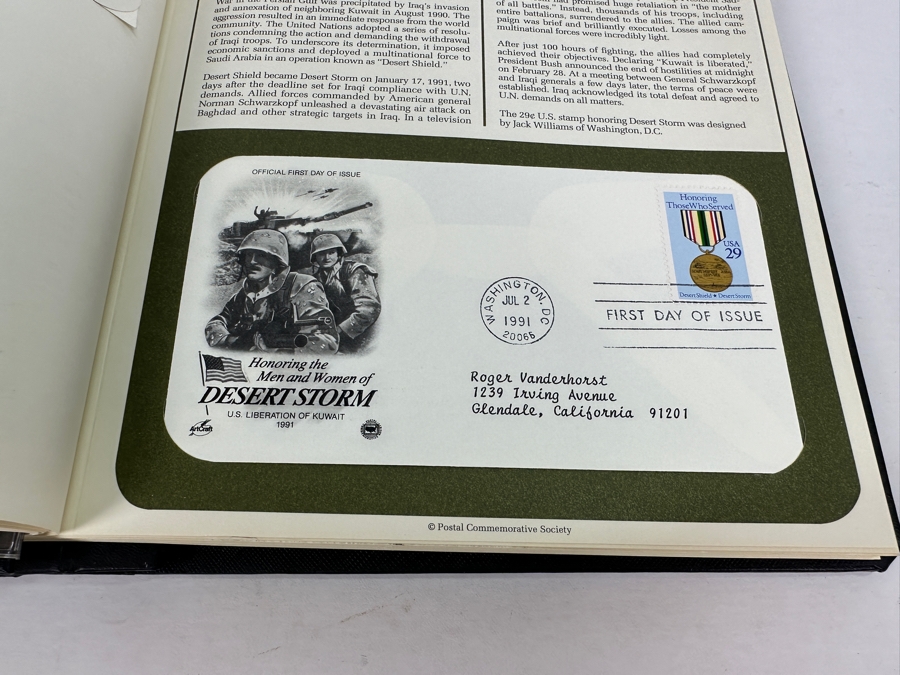 War in the Persian Gulf was precipitated by Iraq's invasion
and annexation of neighboring Kuwait in August 1990. The
aggression resulted in an immediate response from the world
community. The United Nations adopted a series of resolu-
tions condemning the action and demanding the withdrawal
of Iraqi troops. To underscore its determination, it imposed
economic sanctions and deployed a multinational force to
Saudi Arabia in an operation known as "Desert Shield."
Desert Shield became Desert Storm on January 17, 1991, two
days after the deadline set for Iraqi compliance with U.N.
demands. Allied forces commanded by American general
Norman Schwarzkopf unleashed a devastating air attack on
Baghdad and other strategic targets in Iraq. In a television
had promised huge retaliation in "the mother
of all battles." Instead, thousands of his troops, including
entire battalions, surrendered to the allies. The allied cam-
paign was brief and brilliantly executed. Losses among the
multinational forces were incredibly light.
After just 100 hours of fighting, the allies had completely
achieved their objectives. Declaring "Kuwait is liberated,"
President Bush announced the end of hostilities at midnight
on February 28. At a meeting between General Schwarzkopf
and Iraqi generals a few days later, the terms of peace were
established. Iraq acknowledged its total defeat and agreed to
U.N. demands on all matters.
The 29¢ U.S. stamp honoring Desert Storm was designed
by Jack Williams of Washington, D.C.
OFFICIAL FIRST DAY OF ISSUE
Honoring
Those Who Served
USA
29
Desert Shield ★ Desert Storm
WASHINGTON, DC
JUL 2
1991
20066
FIRST DAY OF ISSUE
Honoring the
Men and Women of
DESERT STORM
U.S. LIBERATION OF KUWAIT
1991
ArtCraft
Roger Vanderhorst
1239 Irving Avenue
Glendale, California 91201
© Postal Commemorative Society